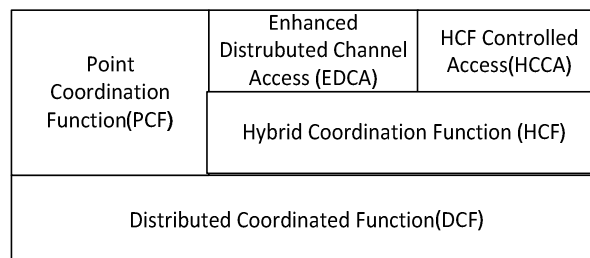 Point
Coordination
Function(PCF)
Enhanced
Distrubuted Channel
Access (EDCA)
HCF Controlled
Access(HCCA)
Hybrid Coordination Function (HCF)
Distributed Coordinated Function(DCF)